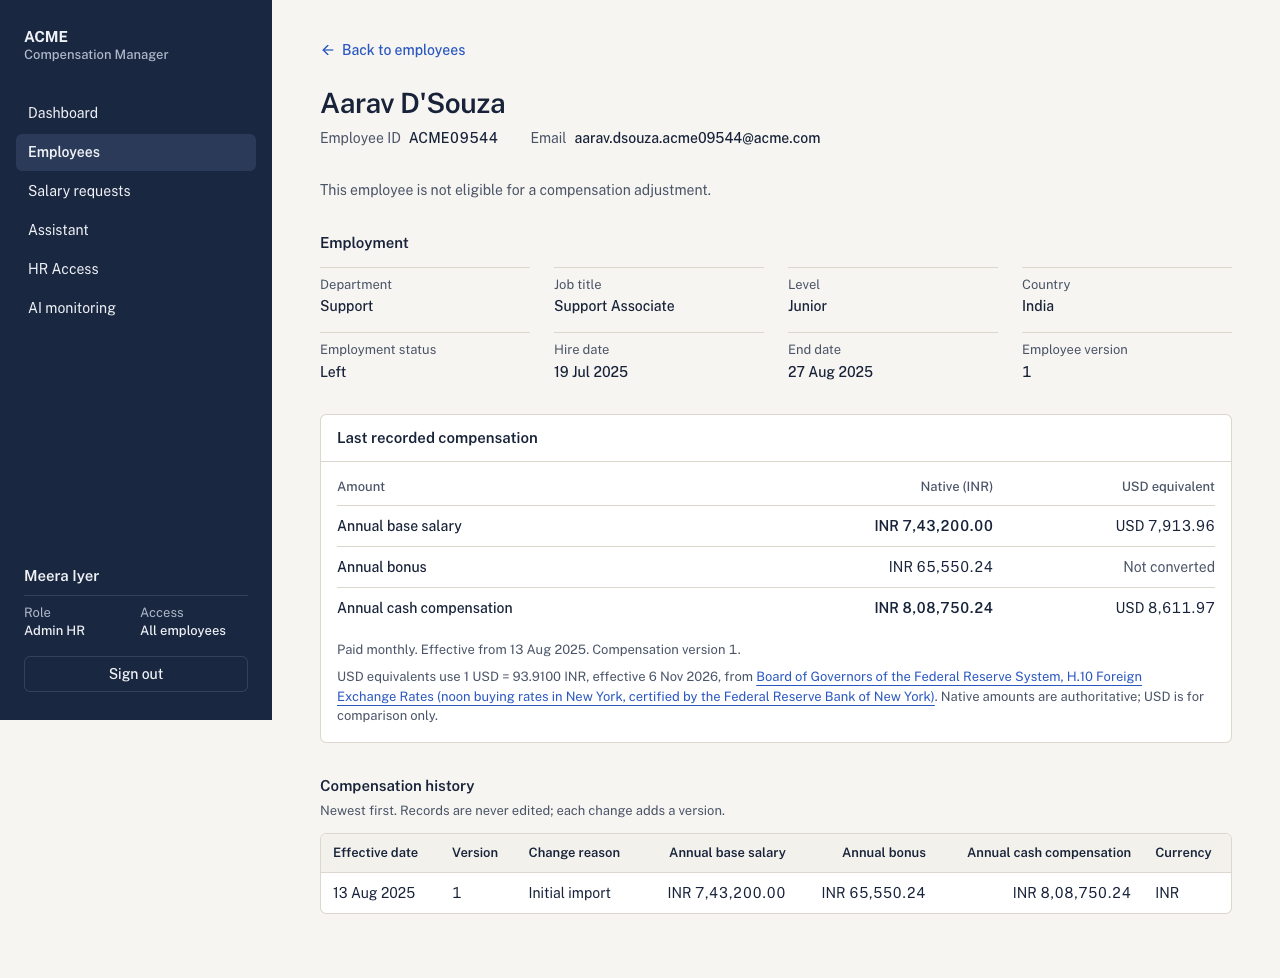 ACME
Compensation Manager
Dashboard
Employees
Salary requests
Assistant
HR Access
AI monitoring
Meera Iyer
Role Access
Admin HR All employees
Sign out
← Back to employees
Aarav D'Souza
Employee ID ACME09544 Email aarav.dsouza.acme09544@acme.com
This employee is not eligible for a compensation adjustment.
Employment
Department Job title Level Country
Support Support Associate Junior India
Employment status Hire date End date Employee version
Left 19 Jul 2025 27 Aug 2025 1
Last recorded compensation
Amount Native (INR) USD equivalent
Annual base salary INR 7,43,200.00 USD 7,913.96
Annual bonus INR 65,550.24 Not converted
Annual cash compensation INR 8,08,750.24 USD 8,611.97
Paid monthly. Effective from 13 Aug 2025. Compensation version 1.
USD equivalents use 1 USD = 93.9100 INR, effective 6 Nov 2026, from Board of Governors of the Federal Reserve System, H.10 Foreign
Exchange Rates (noon buying rates in New York, certified by the Federal Reserve Bank of New York). Native amounts are authoritative; USD is for
comparison only.
Compensation history
Newest first. Records are never edited; each change adds a version.
Effective date Version Change reason Annual base salary Annual bonus Annual cash compensation Currency
13 Aug 2025 1 Initial import INR 7,43,200.00 INR 65,550.24 INR 8,08,750.24 INR